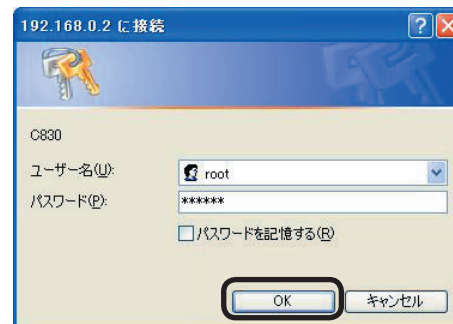 192.168.0.2 に接続
C830
ユーザー名(U):
root
パスワード(P):
******
パスワードを記憶する(R)
OK
キャンセル